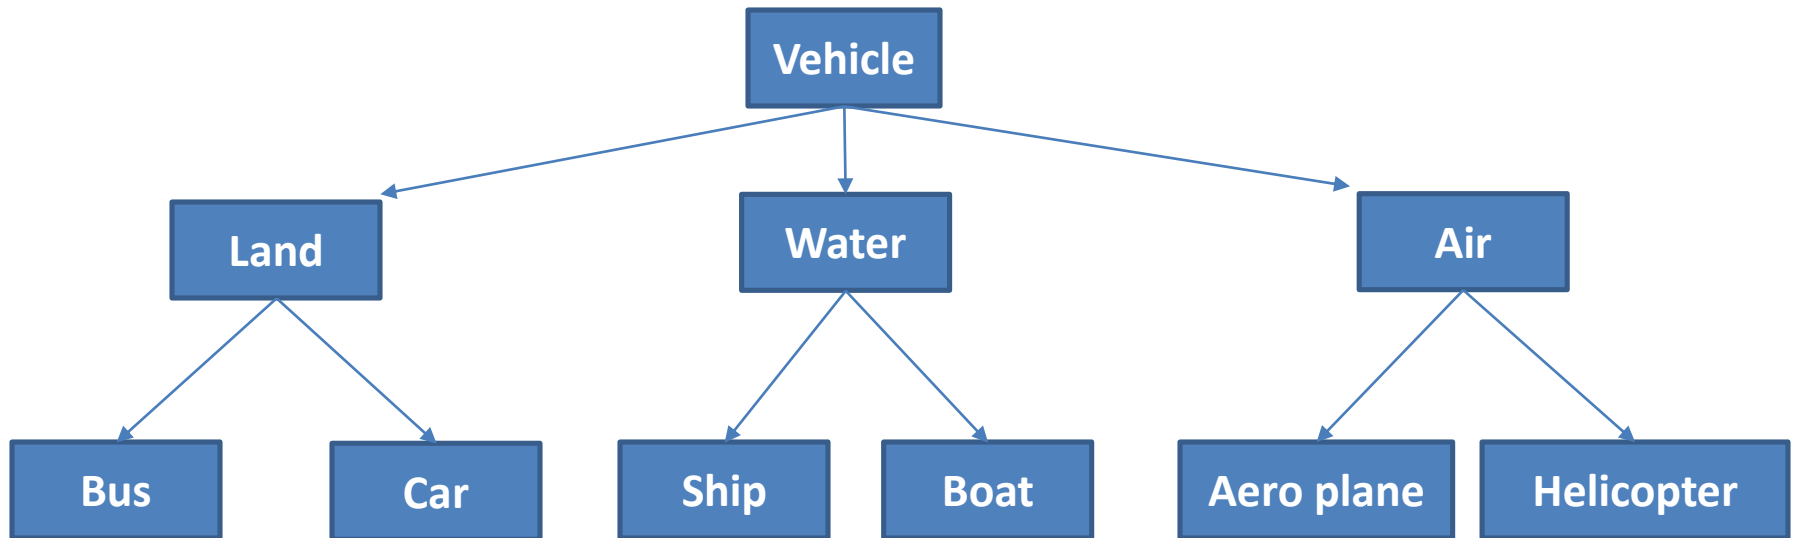 Vehicle
Land
Water
Air
Bus
Car
Ship
Boat
Aero plane
Helicopter